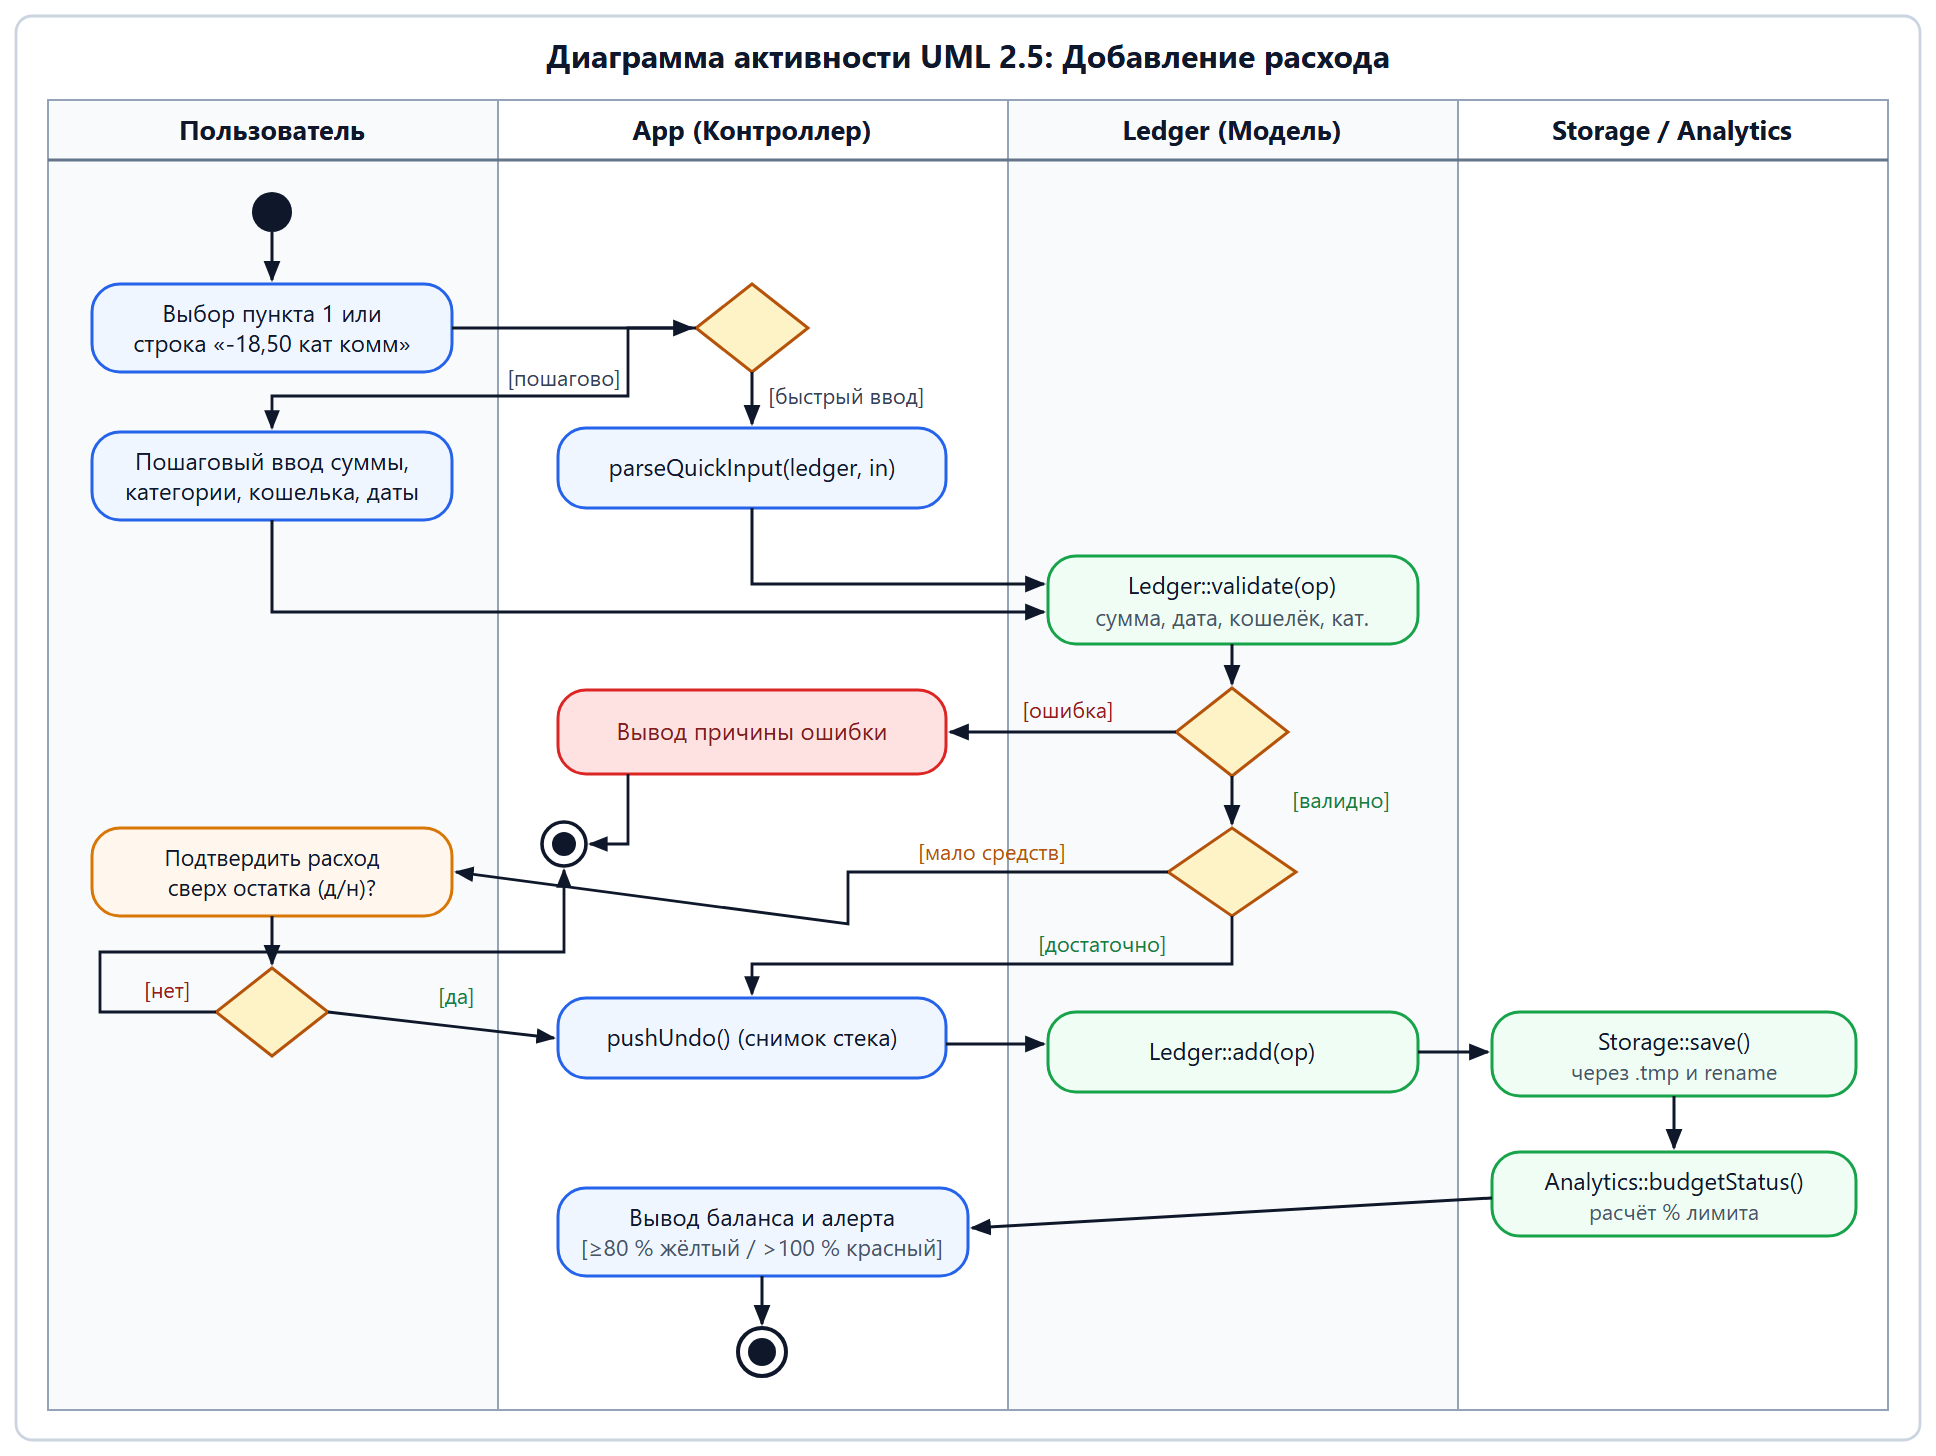 Диаграмма активности UML 2.5: Добавление расхода
Пользователь
App (Контроллер)
Ledger (Модель)
Storage / Analytics
Выбор пункта 1 или
строка «-18,50 кат комм»
[пошагово]
[быстрый ввод]
Пошаговый ввод суммы,
категории, кошелька, даты
parseQuickInput(ledger, in)
Ledger::validate(op)
сумма, дата, кошелёк, кат.
[ошибка]
Вывод причины ошибки
[валидно]
[мало средств]
Подтвердить расход
сверх остатка (д/н)?
[достаточно]
[нет]
[да]
pushUndo() (снимок стека)
Ledger::add(op)
Storage::save()
через .tmp и rename
Analytics::budgetStatus()
расчёт % лимита
Вывод баланса и алерта
[≥80 % жёлтый / >100 % красный]